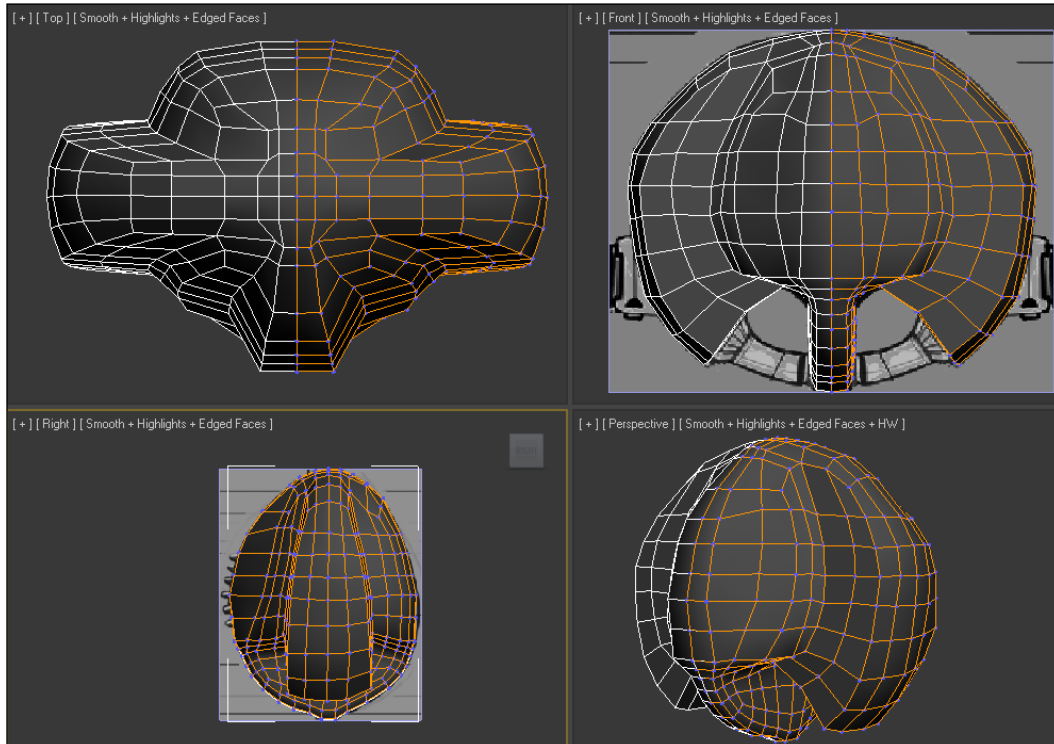 [ + ] [ Top ] [ Smooth + Highlights + Edged Faces ]
[ + ] [ Front ] [ Smooth + Highlights + Edged Faces ]
[ + ] [ Right ] [ Smooth + Highlights + Edged Faces ]
[ + ] [ Perspective ] [ Smooth + Highlights + Edged Faces + HW ]